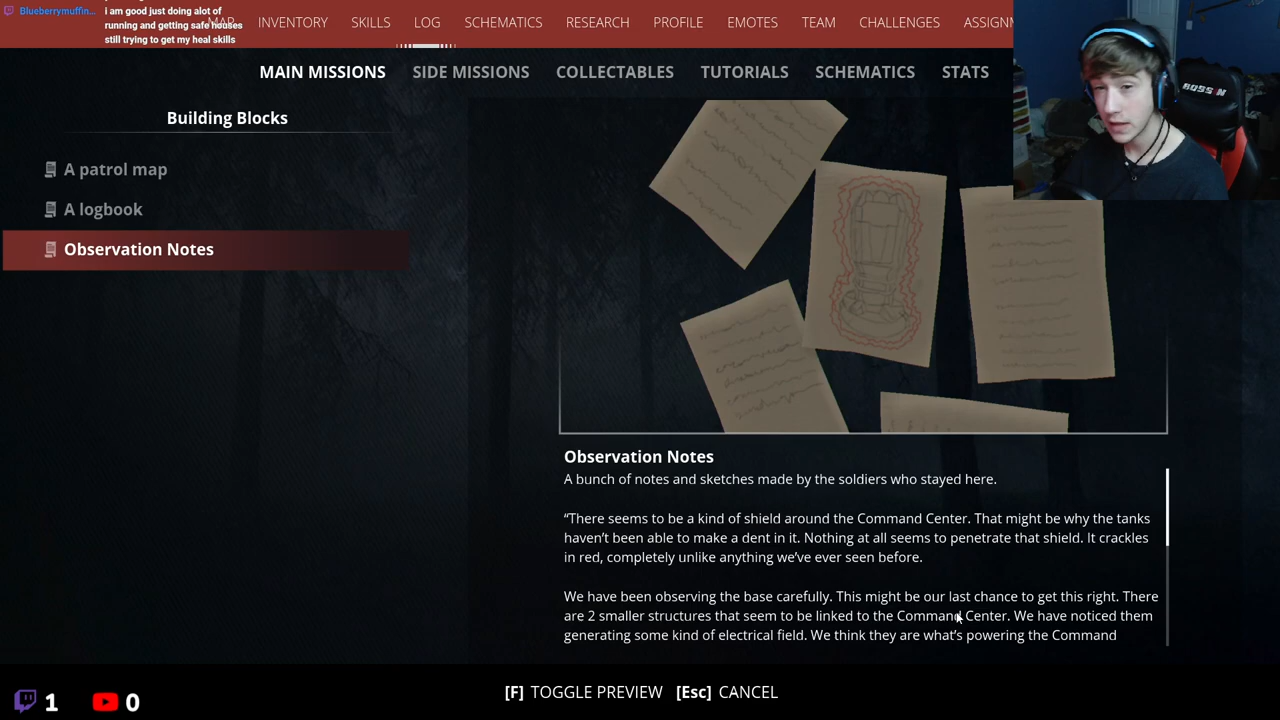 Blueberrymuffin...
i am good just doing alot of
running and getting safe houses
still trying to get my heal skills
MAP INVENTORY SKILLS LOG SCHEMATICS RESEARCH PROFILE EMOTES TEAM CHALLENGES ASSIGNM
MAIN MISSIONS SIDE MISSIONS COLLECTABLES TUTORIALS SCHEMATICS STATS
BOSSIN
Building Blocks
A patrol map
A logbook
Observation Notes
Observation Notes
A bunch of notes and sketches made by the soldiers who stayed here.
“There seems to be a kind of shield around the Command Center. That might be why the tanks
haven’t been able to make a dent in it. Nothing at all seems to penetrate that shield. It crackles
in red, completely unlike anything we’ve ever seen before.
We have been observing the base carefully. This might be our last chance to get this right. There
are 2 smaller structures that seem to be linked to the Command Center. We have noticed them
generating some kind of electrical field. We think they are what’s powering the Command
[F] TOGGLE PREVIEW [Esc] CANCEL
1 0